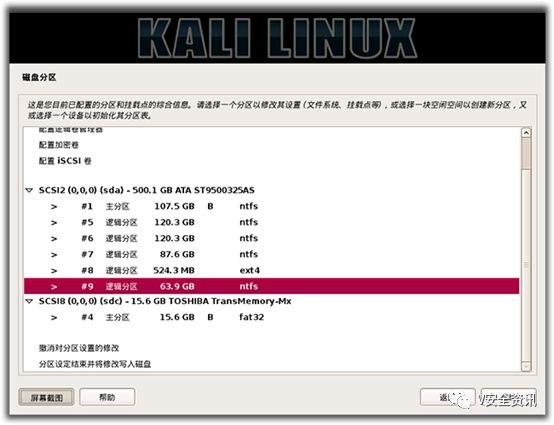 KALI LINUX
磁盘分区
这是您目前已配置的分区和挂载点的综合信息。请选择一个分区以修改其设置 (文件系统、挂载点等) , 或选择一块空闲空间以创建新分区 , 又
或选择一个设备以初始化其分区表。
配置逻辑卷管理器
配置加密卷
配置 iSCSI 卷
SCSI2 (0,0,0) (sda) - 500.1 GB ATA ST9500325AS
> #1 主分区 107.5 GB B ntfs
> #5 逻辑分区 120.3 GB ntfs
> #6 逻辑分区 120.3 GB ntfs
> #7 逻辑分区 87.6 GB ntfs
> #8 逻辑分区 524.3 MB ext4
> #9 逻辑分区 63.9 GB ntfs
SCSI8 (0,0,0) (sdc) - 15.6 GB TOSHIBA TransMemory-Mx
> #4 主分区 15.6 GB B fat32
撤消对分区设置的修改
分区设定结束并将修改写入磁盘
屏幕截图 帮助 返 V安全资讯